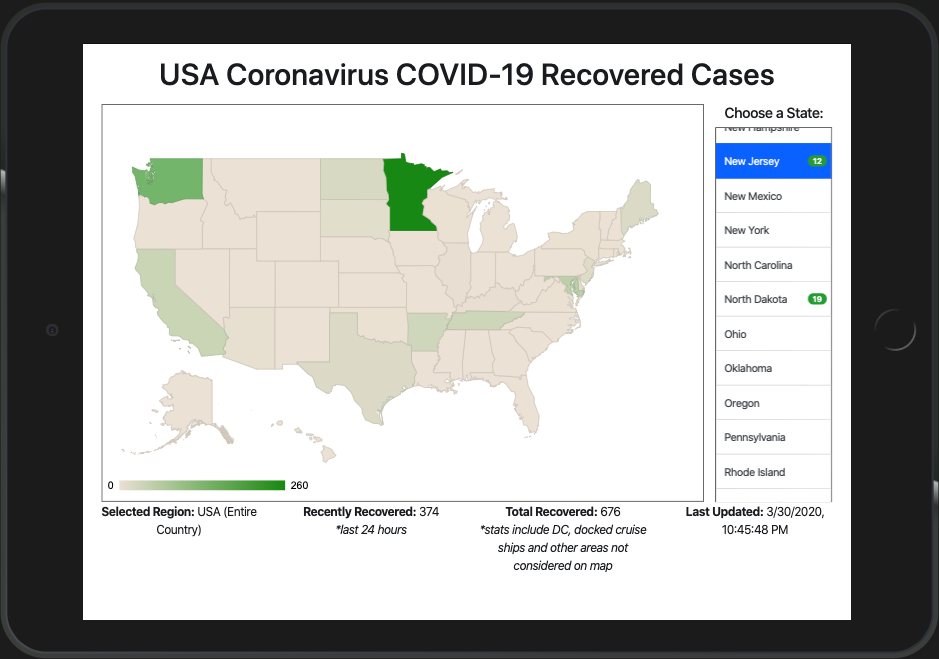 USA Coronavirus COVID-19 Recovered Cases
Choose a State:
New Hampshire
New Jersey 12
New Mexico
New York
North Carolina
North Dakota 19
Ohio
Oklahoma
Oregon
Pennsylvania
Rhode Island
0 260
Selected Region: USA (Entire
Country)
Recently Recovered: 374
*last 24 hours
Total Recovered: 676
*stats include DC, docked cruise
ships and other areas not
considered on map
Last Updated: 3/30/2020,
10:45:48 PM